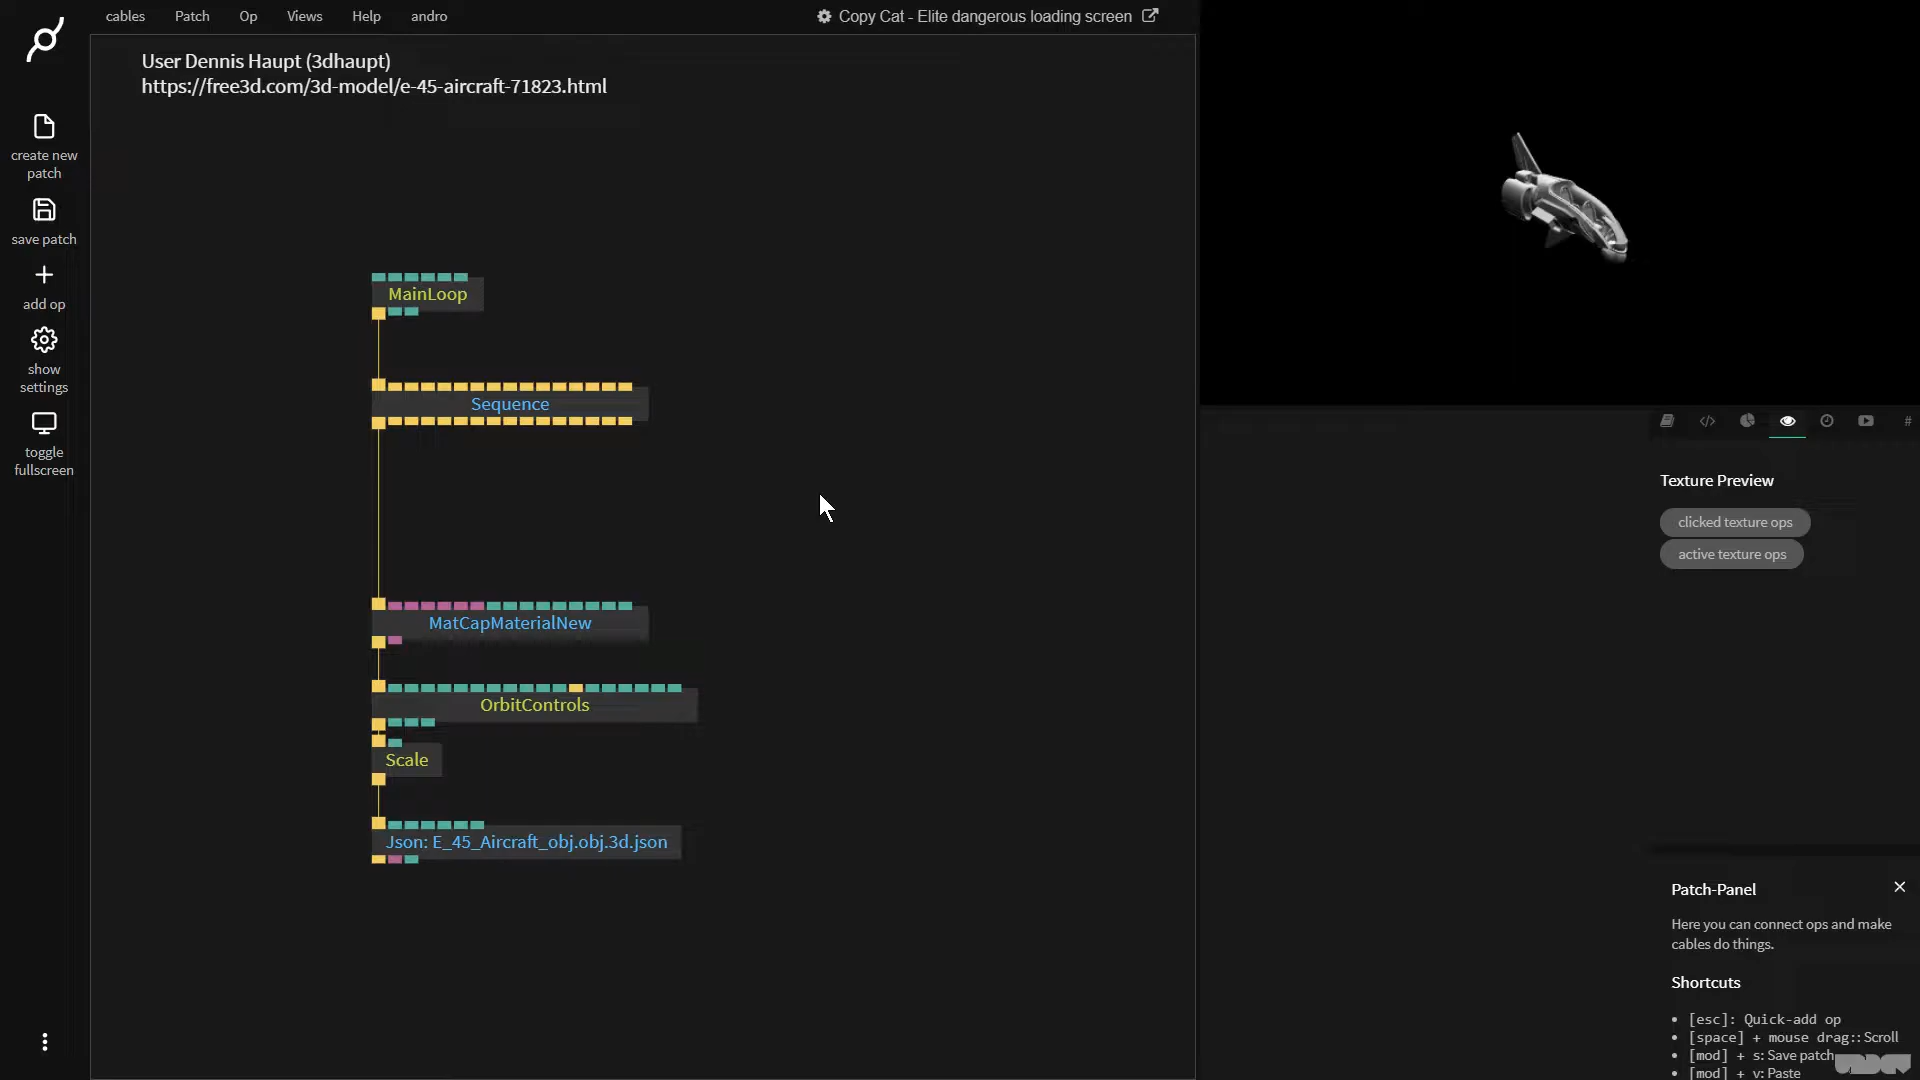 cables
Patch
Op
Views
Help
andro
Copy Cat - Elite dangerous loading screen
User Dennis Haupt (3dhaupt)
https://free3d.com/3d-model/e-45-aircraft-71823.html
create new
patch
save patch
add op
show
settings
toggle
fullscreen
MainLoop
Sequence
MatCapMaterialNew
OrbitControls
Scale
Json: E_45_Aircraft_obj.obj.3d.json
#
Texture Preview
clicked texture ops
active texture ops
Patch-Panel
Here you can connect ops and make
cables do things.
Shortcuts
• [esc]: Quick-add op
• [space] + mouse drag:: Scroll
• [mod] + s: Save patch
• [mod] + v: Paste